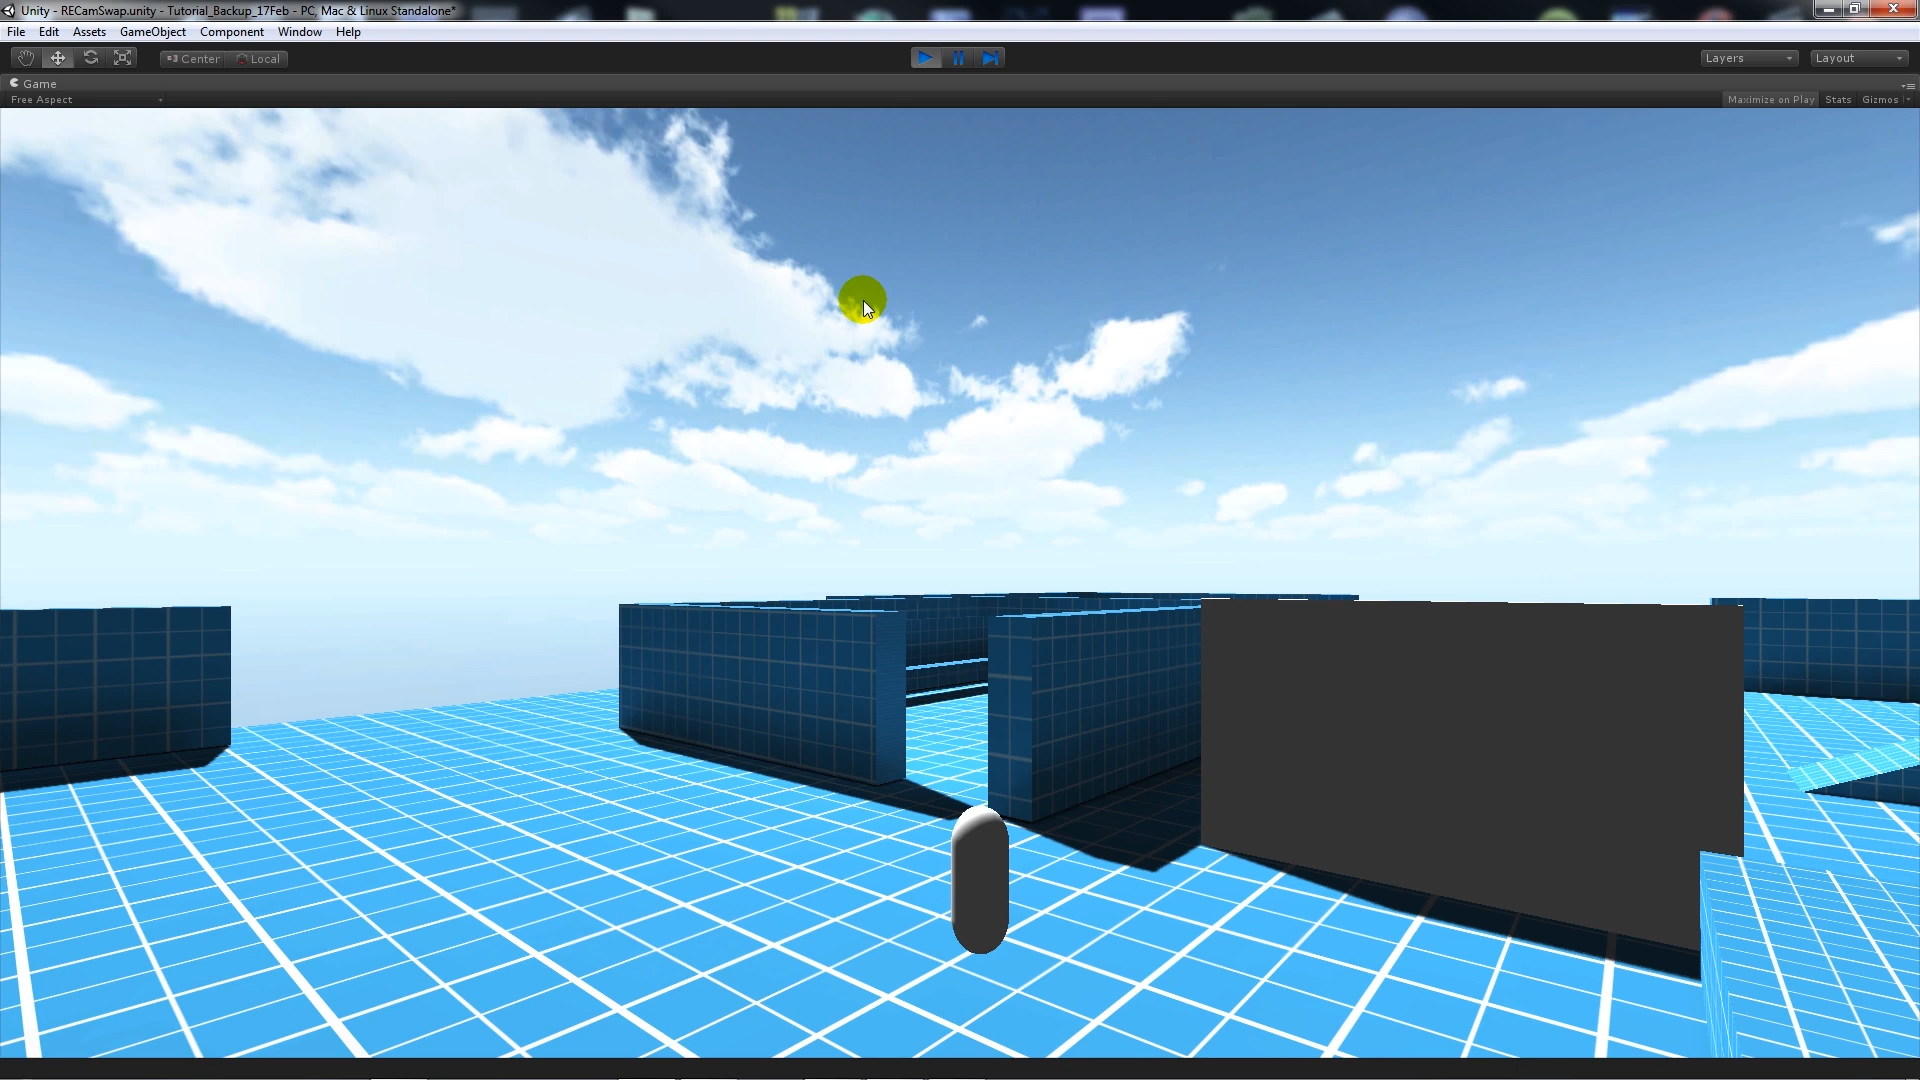 Unity - RECamSwap.unity - Tutorial_Backup_17Feb - PC, Mac & Linux Standalone*
File Edit Assets GameObject Component Window Help
Center Local Layers Layout
Game
Free Aspect Maximize on Play Stats Gizmos